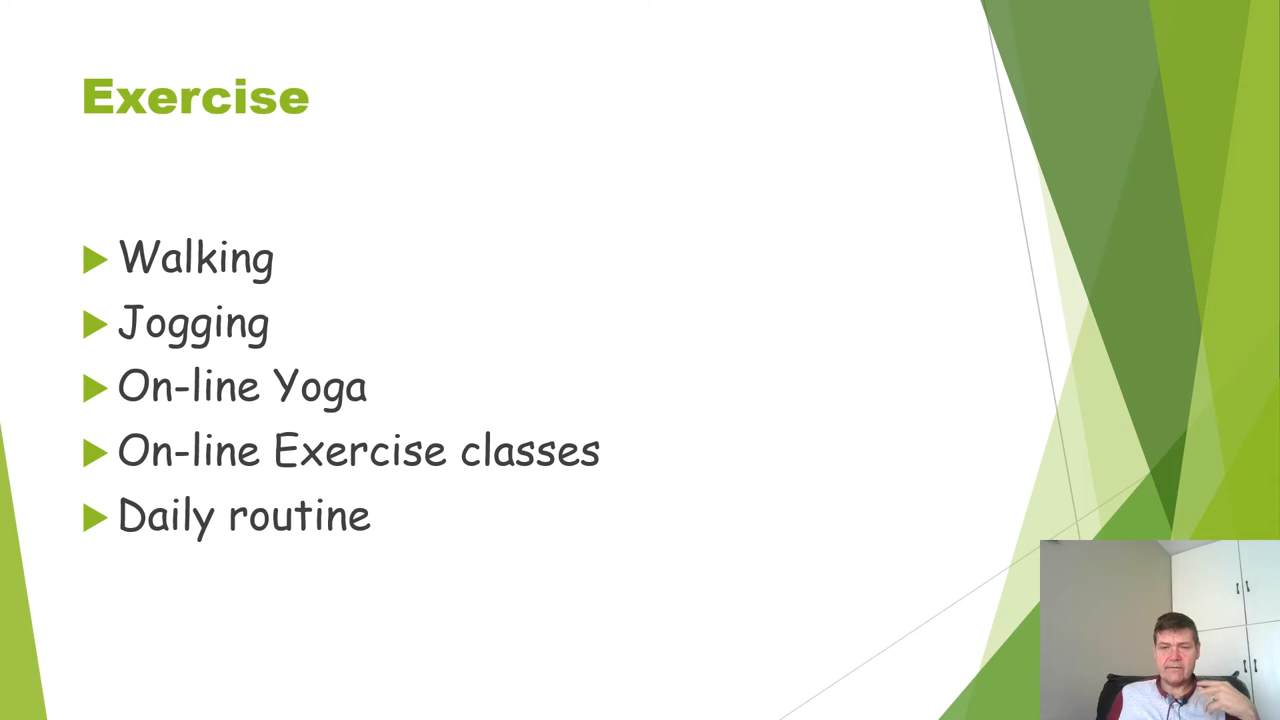 Exercise
Walking
Jogging
On-line Yoga
On-line Exercise classes
Daily routine